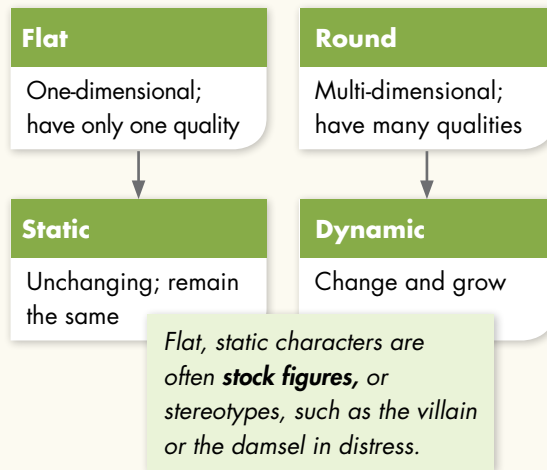 Flat
One-dimensional;
have only one quality
Round
Multi-dimensional;
have many qualities
Static
Unchanging; remain
the same
Dynamic
Change and grow
Flat, static characters are
often stock figures, or
stereotypes, such as the villain
or the damsel in distress.